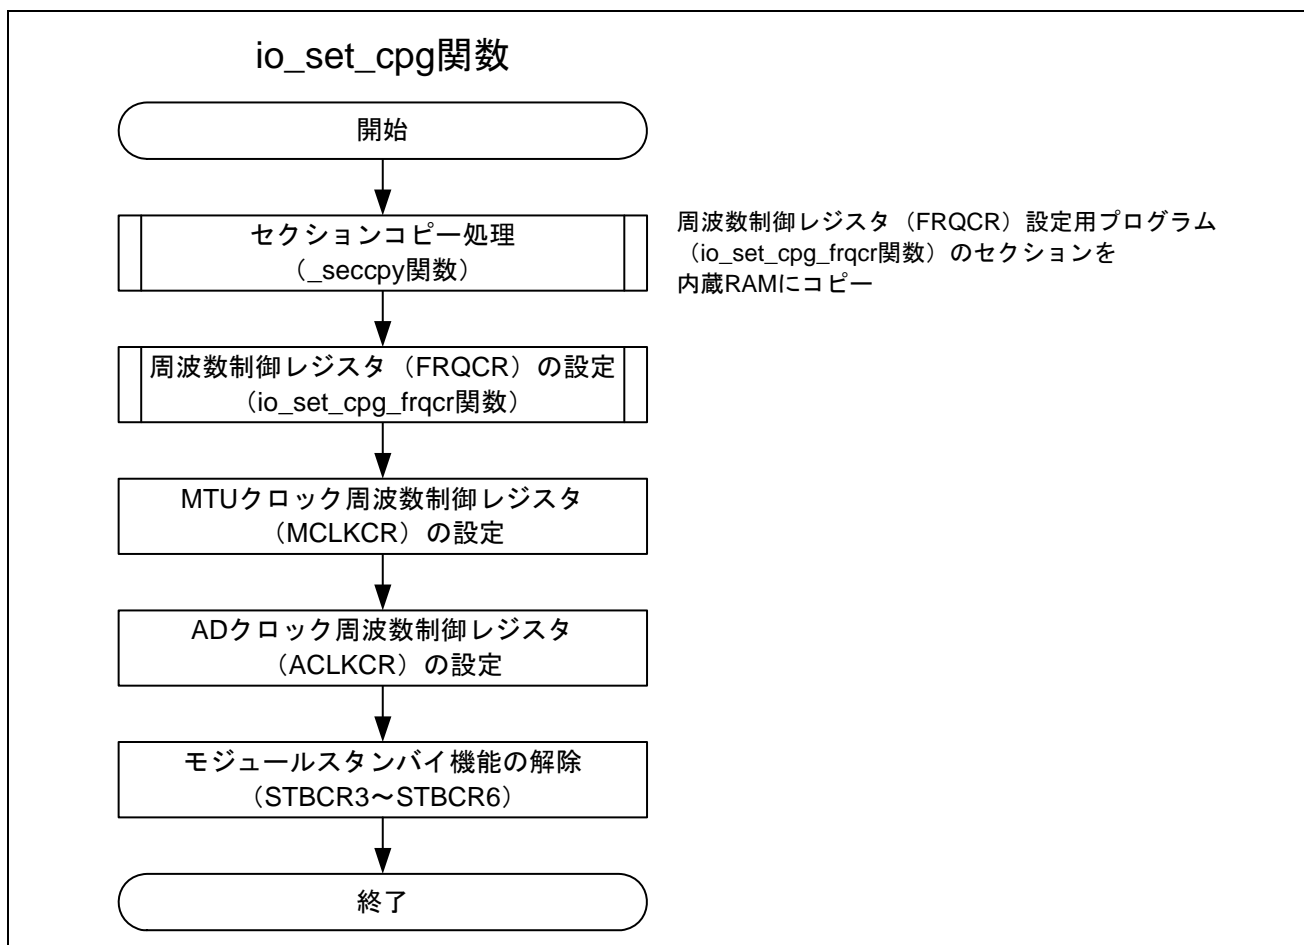 io_set_cpg関数
開始
セクションコピー処理
（_seccpy関数）
周波数制御レジスタ（FRQCR）設定用プログラム
（io_set_cpg_frqcr関数）のセクションを
内蔵RAMにコピー
周波数制御レジスタ（FRQCR）の設定
（io_set_cpg_frqcr関数）
MTUクロック周波数制御レジスタ
（MCLKCR）の設定
ADクロック周波数制御レジスタ
（ACLKCR）の設定
モジュールスタンバイ機能の解除
（STBCR3～STBCR6）
終了